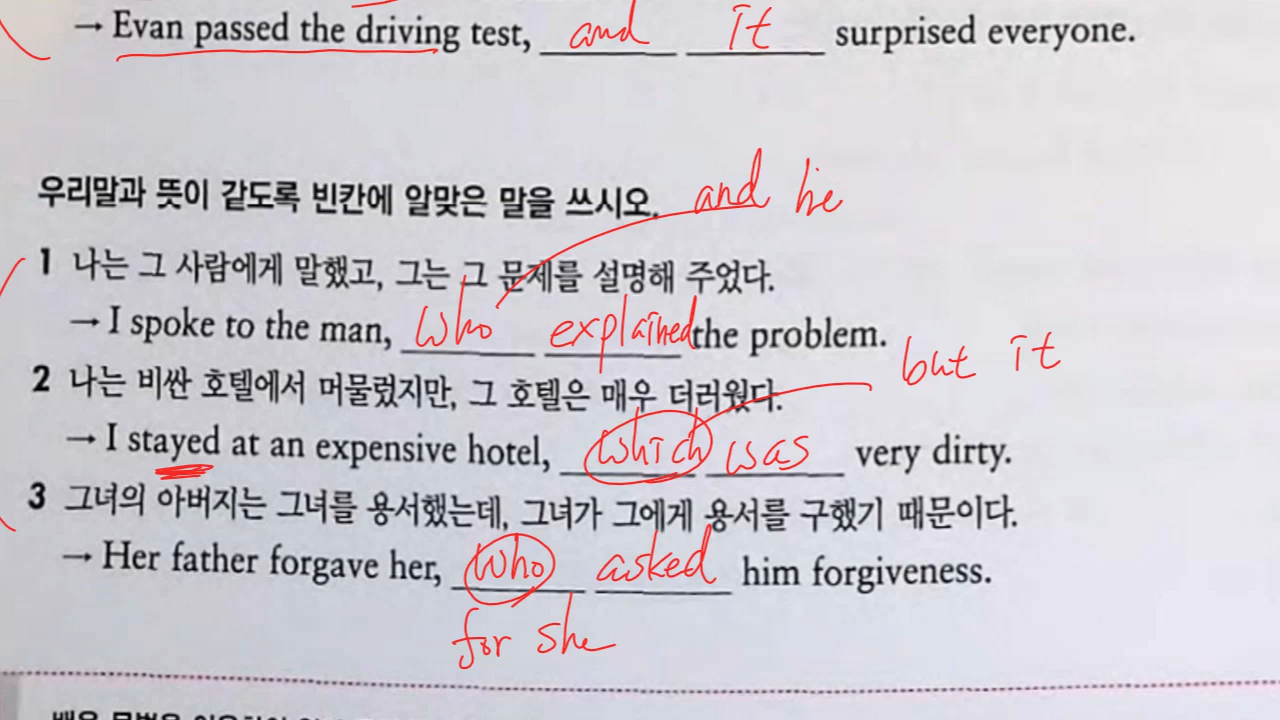 → Evan passed the driving test, and it surprised everyone.
우리말과 뜻이 같도록 빈칸에 알맞은 말을 쓰시오. and he
1 나는 그 사람에게 말했고, 그는 그 문제를 설명해 주었다.
→ I spoke to the man, who explained the problem.
but it
2 나는 비싼 호텔에서 머물렀지만, 그 호텔은 매우 더러웠다.
→ I stayed at an expensive hotel, which was very dirty.
3 그녀의 아버지는 그녀를 용서했는데, 그녀가 그에게 용서를 구했기 때문이다.
→ Her father forgave her, who asked him forgiveness.
for she